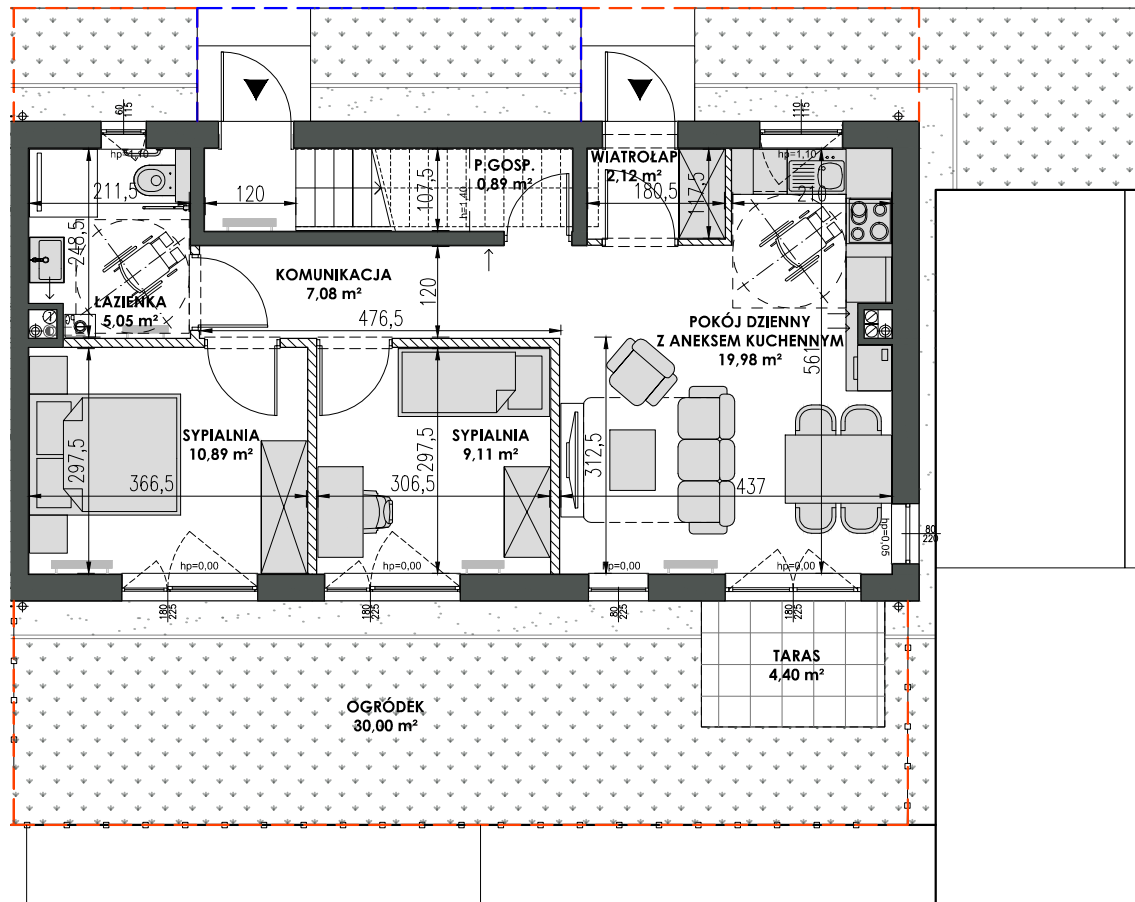 60
115
110
115
hp=1,10
P.GOSP.
0,89 m²
WIATROŁAP
2,12 m²
hp=1,10
211,5
120
107,5
h=1,40
180,5
117,5
210
248,5
KOMUNIKACJA
7,08 m²
120
ŁAZIENKA
5,05 m²
476,5
POKÓJ DZIENNY
Z ANEKSEM KUCHENNYM
19,98 m²
561
SYPIALNIA
10,89 m²
297,5
366,5
SYPIALNIA
9,11 m²
297,5
306,5
312,5
437
hp=0,05
80
220
hp=0,00
hp=0,00
hp=0,00
hp=0,00
180
225
180
225
80
225
180
225
TARAS
4,40 m²
OGRÓDEK
30,00 m²